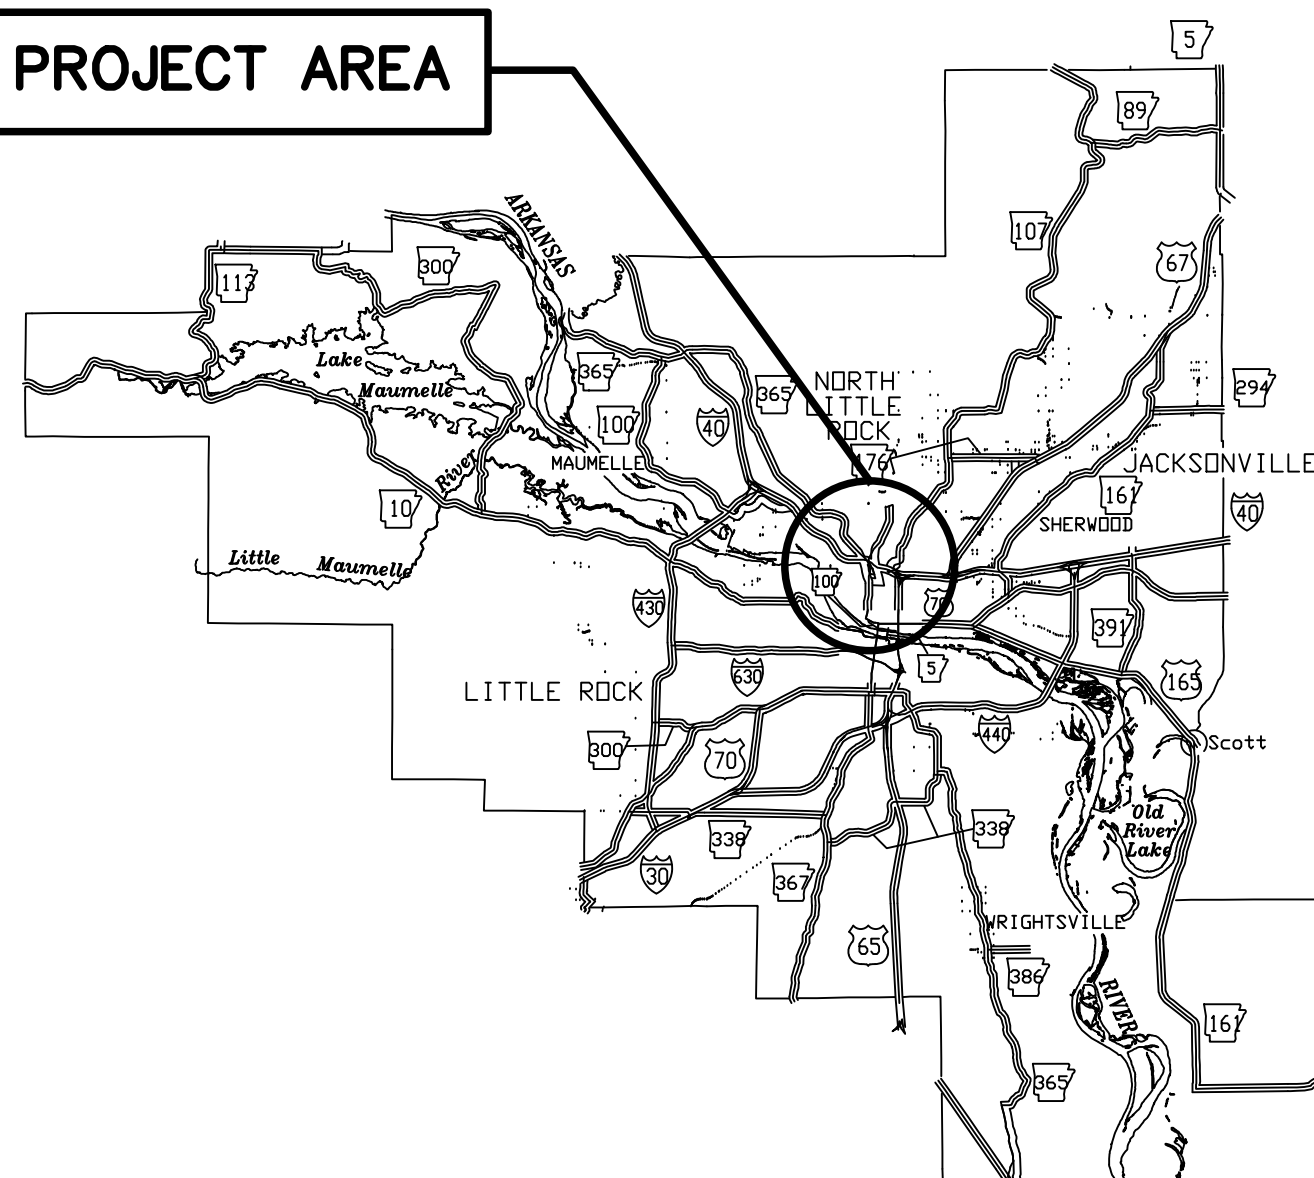 5
PROJECT AREA
89
107
ARKANSAS
300
113
67
Lake
365
365
NORTH
LITTLE
ROCK
294
Maumelle
100
40
176
MAUMELLE
JACKSONVILLE
River
161
10
40
SHERWOOD
Little Maumelle
100
430
70
391
5
630
165
LITTLE ROCK
440
300
70
Scott
Old
River
Lake
338
338
30
367
WRIGHTSVILLE
65
386
RIVER
161
365